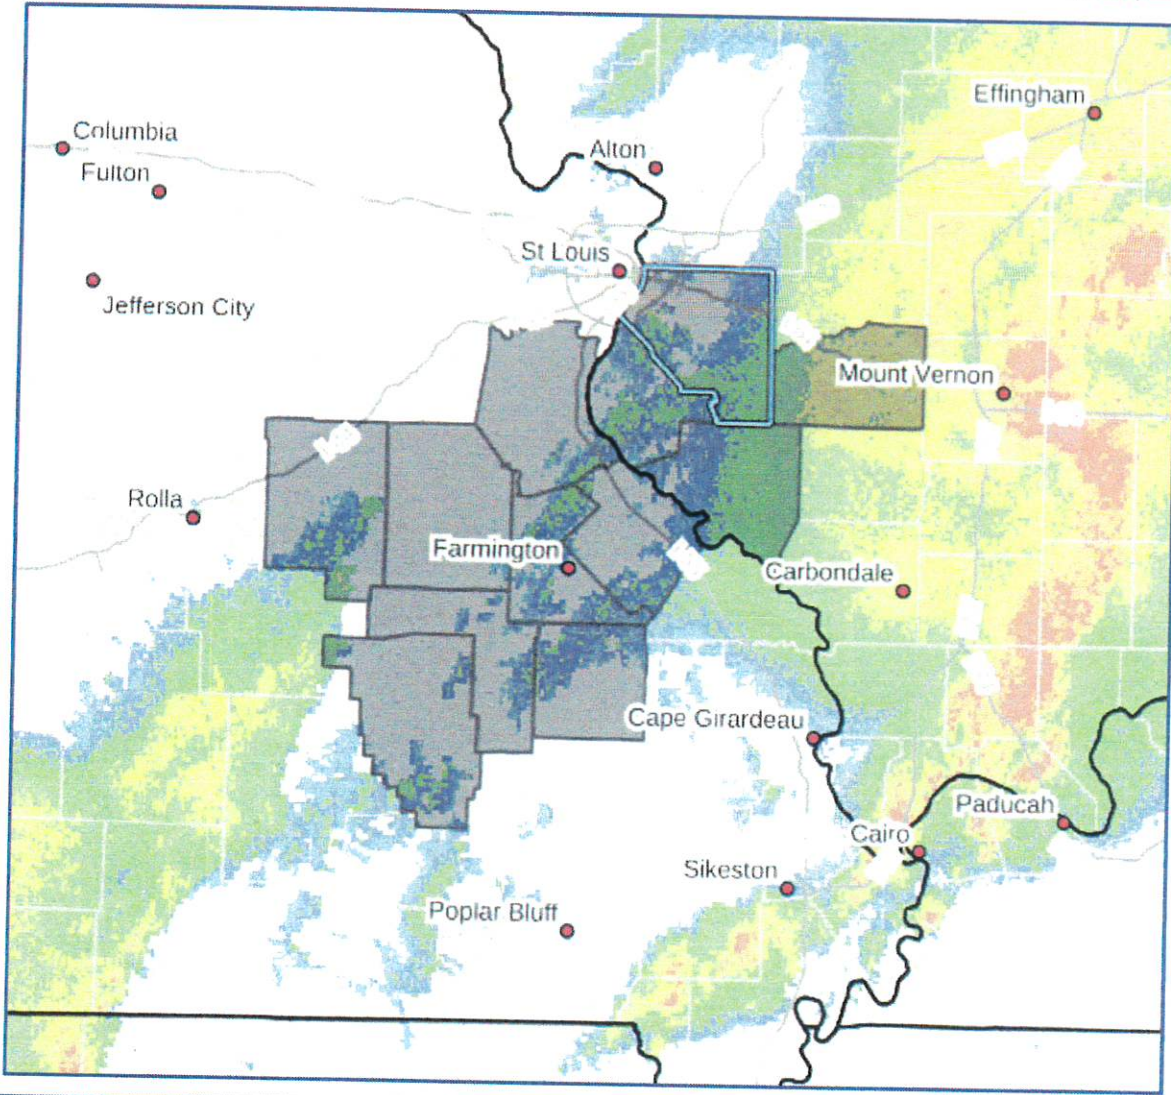 Effingham
Columbia
Alton
Fulton
St Louis
Jefferson City
Mount Vernon
Rolla
Farmington
Carbondale
Cape Girardeau
Paducah
Cairo
Sikeston
Poplar Bluff